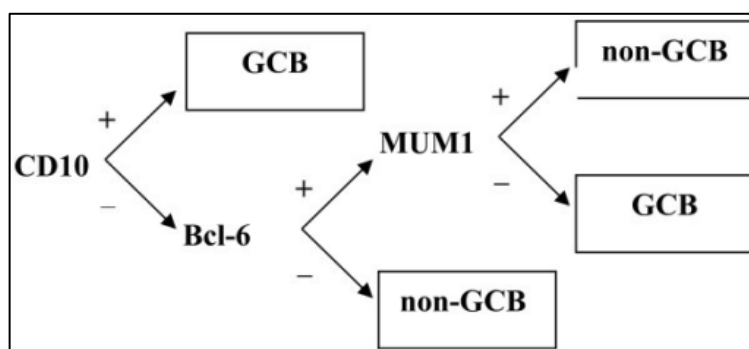 non-GCB
GCB
+
+
MUM1
CD10
–
+
–
GCB
Bcl-6
–
non-GCB